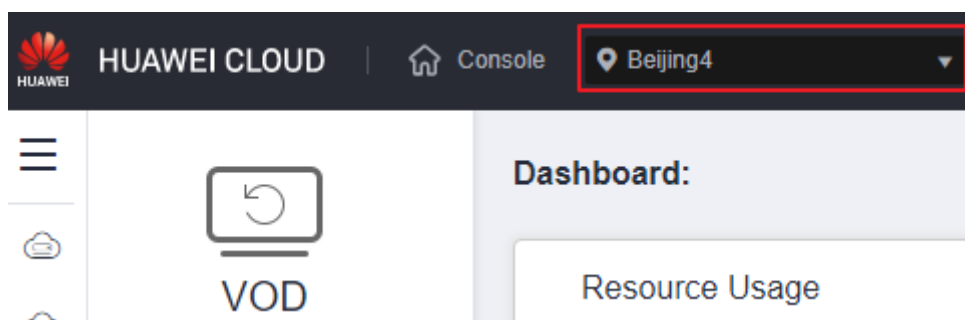 HUAWEI
HUAWEI CLOUD
Console
Beijing4
Dashboard:
VOD
Resource Usage